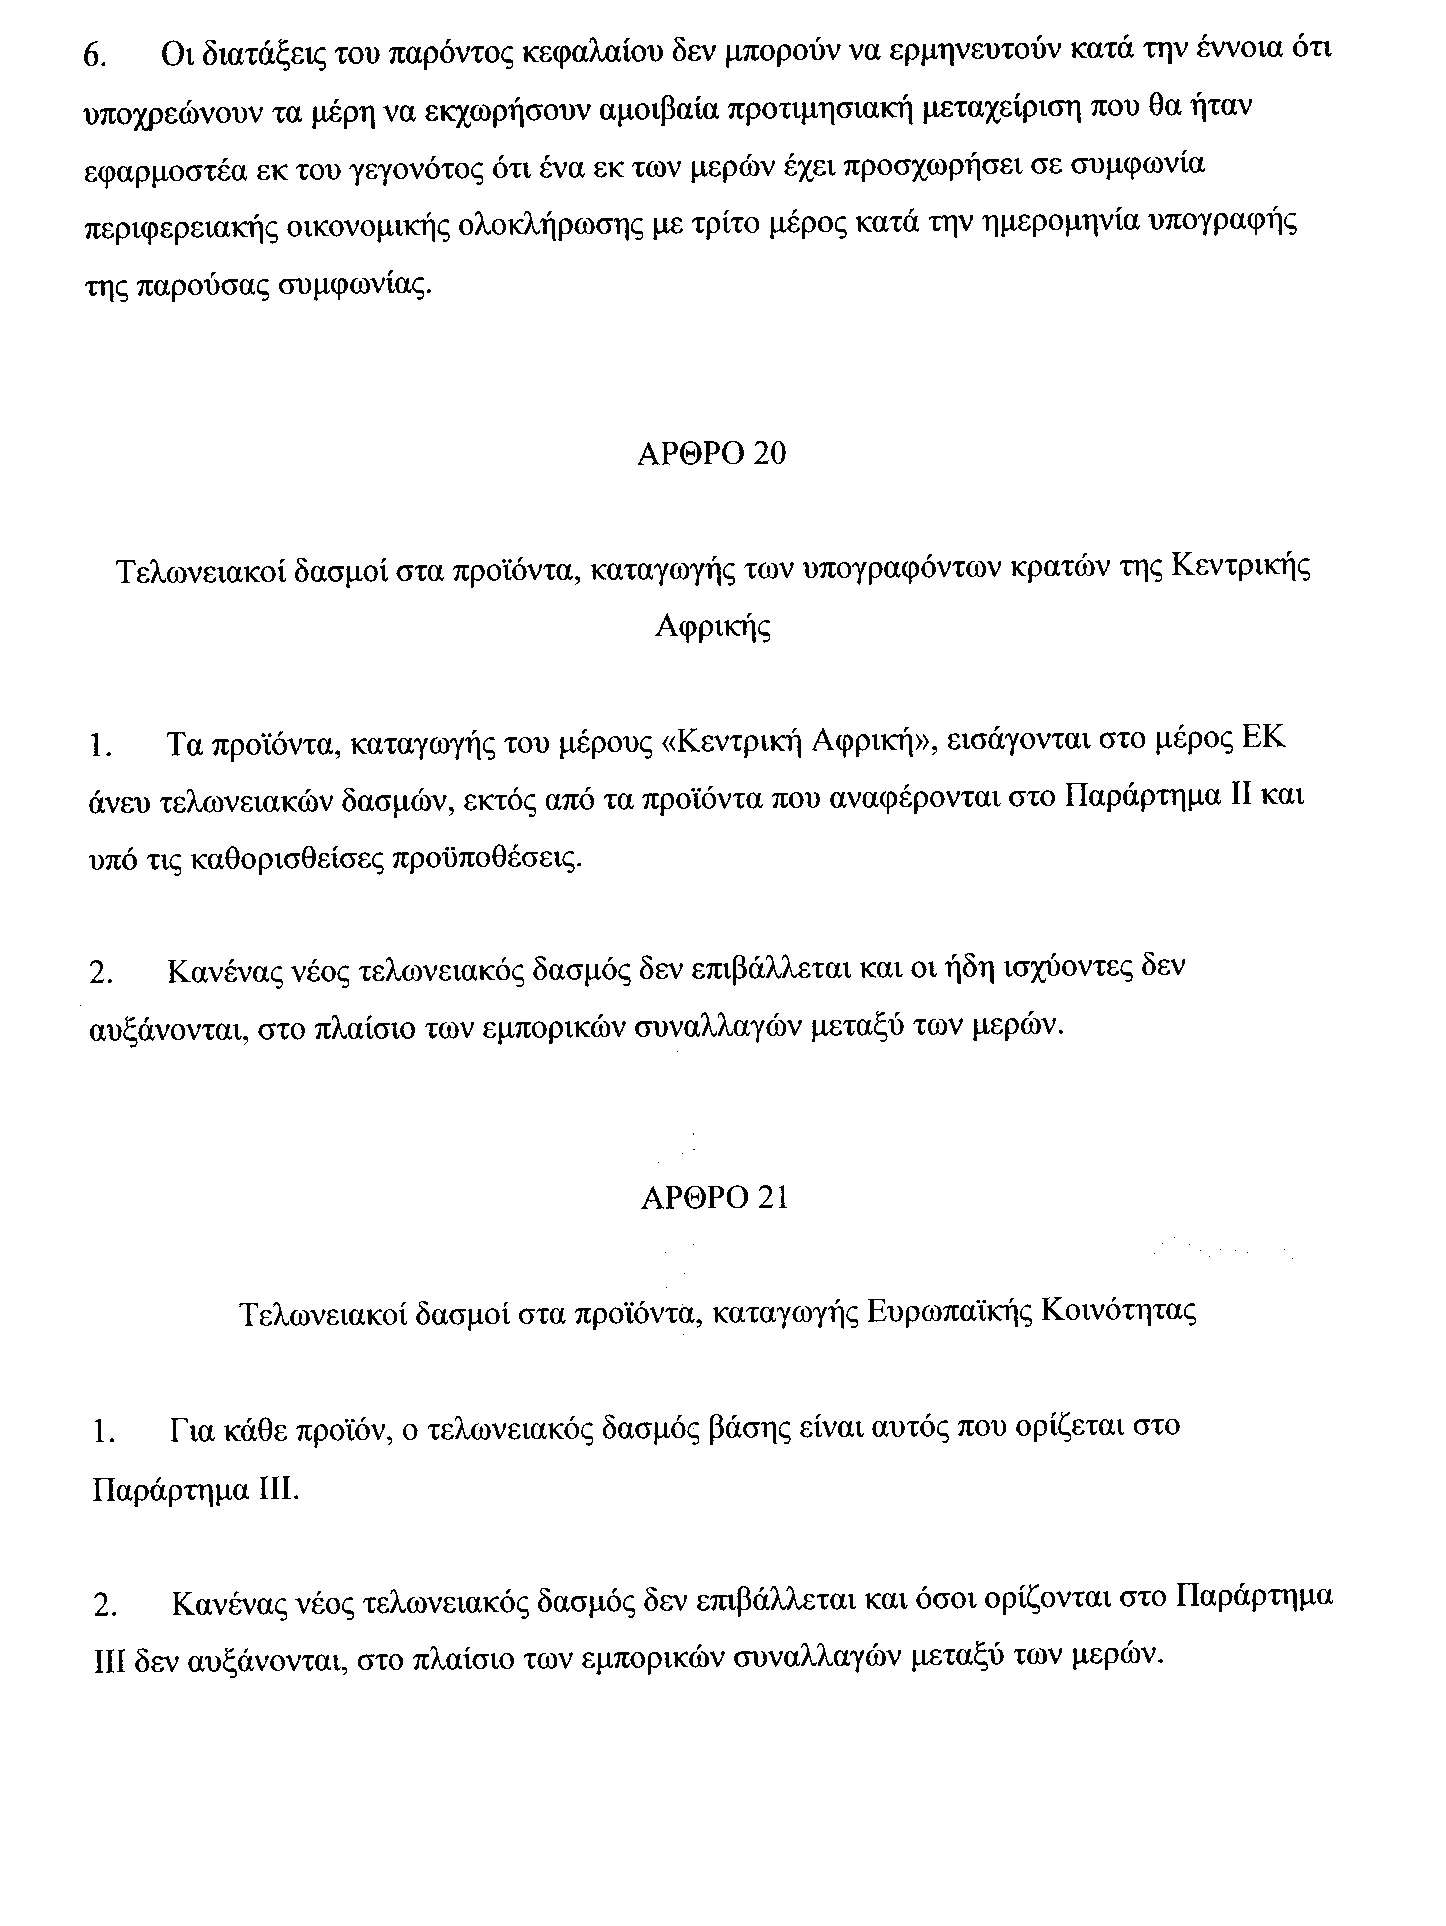 6. Οι διατάξεις του παρόντος κεφαλαίου δεν μπορούν να ερμηνευτούν κατά την έννοια ότι
υποχρεώνουν τα μέρη να εκχωρήσουν αμοιβαία προτιμησιακή μεταχείριση που θα ήταν
εφαρμοστέα εκ του γεγονότος ότι ένα εκ των μερών έχει προσχωρήσει σε συμφωνία
περιφερειακής οικονομικής ολοκλήρωσης με τρίτο μέρος κατά την ημερομηνία υπογραφής
της παρούσας συμφωνίας.
ΑΡΘΡΟ 20
Τελωνειακοί δασμοί στα προϊόντα, καταγωγής των υπογραφόντων κρατών της Κεντρικής
Αφρικής
1. Τα προϊόντα, καταγωγής του μέρους «Κεντρική Αφρική», εισάγονται στο μέρος ΕΚ
άνευ τελωνειακών δασμών, εκτός από τα προϊόντα που αναφέρονται στο Παράρτημα ΙΙ και
υπό τις καθορισθείσες προϋποθέσεις.
2. Κανένας νέος τελωνειακός δασμός δεν επιβάλλεται και οι ήδη ισχύοντες δεν
αυξάνονται, στο πλαίσιο των εμπορικών συναλλαγών μεταξύ των μερών.
ΑΡΘΡΟ 21
Τελωνειακοί δασμοί στα προϊόντα, καταγωγής Ευρωπαϊκής Κοινότητας
1. Για κάθε προϊόν, ο τελωνειακός δασμός βάσης είναι αυτός που ορίζεται στο
Παράρτημα ΙΙΙ.
2. Κανένας νέος τελωνειακός δασμός δεν επιβάλλεται και όσοι ορίζονται στο Παράρτημα
ΙΙΙ δεν αυξάνονται, στο πλαίσιο των εμπορικών συναλλαγών μεταξύ των μερών.